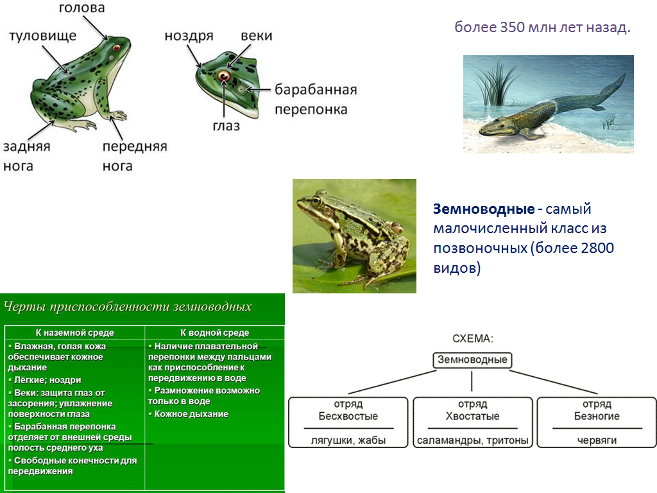 голова
туловище
ноздря
веки
барабанная
перепонка
глаз
задняя
нога
передняя
нога
более 350 млн лет назад.
Земноводные - самый
малочисленный класс из
позвоночных (более 2800
видов)
Черты приспособленности земноводных
К наземной среде
• Влажная, голая кожа
обеспечивает кожное
дыхание
• Лёгкие; ноздри
• Веки: защита глаз от
засорения; увлажнение
поверхности глаза
• Барабанная перепонка
отделяет от внешней среды
полость среднего уха
• Свободные конечности для
передвижения
К водной среде
• Наличие плавательной
перепонки между пальцами
как приспособление к
передвижению в воде
• Размножение возможно
только в воде
• Кожное дыхание
СХЕМА:
Земноводные
отряд
Бесхвостые
лягушки, жабы
отряд
Хвостатые
саламандры, тритоны
отряд
Безногие
червяги